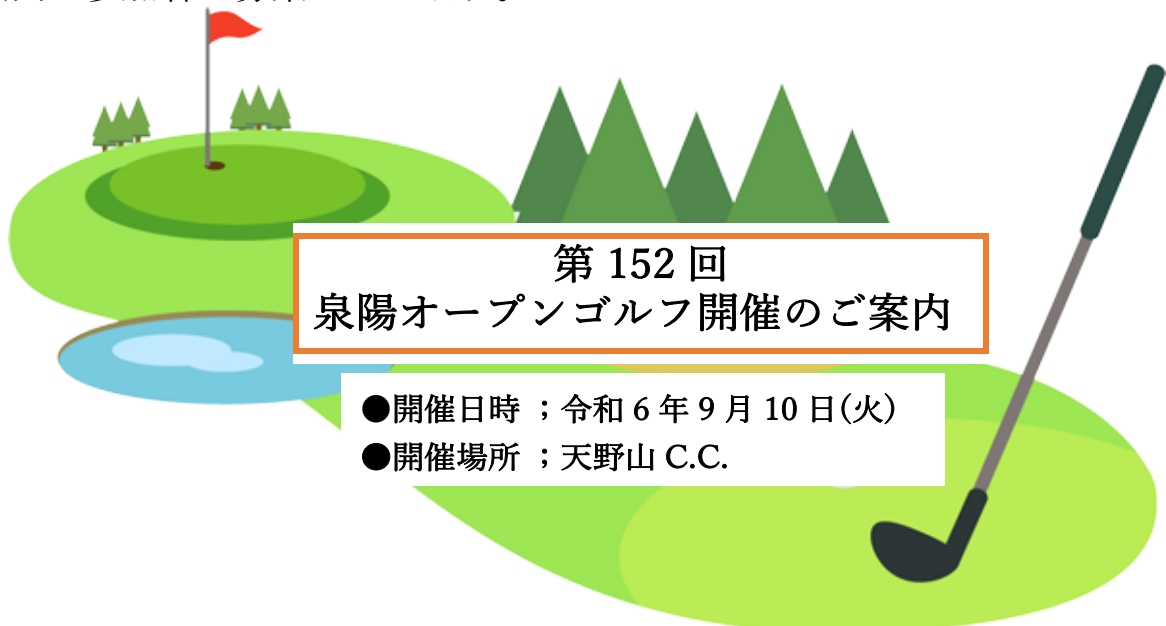 第 152 回
泉陽オープンゴルフ開催のご案内
●開催日時 ；令和 6 年 9 月 10 日(火)
●開催場所 ；天野山 C.C.